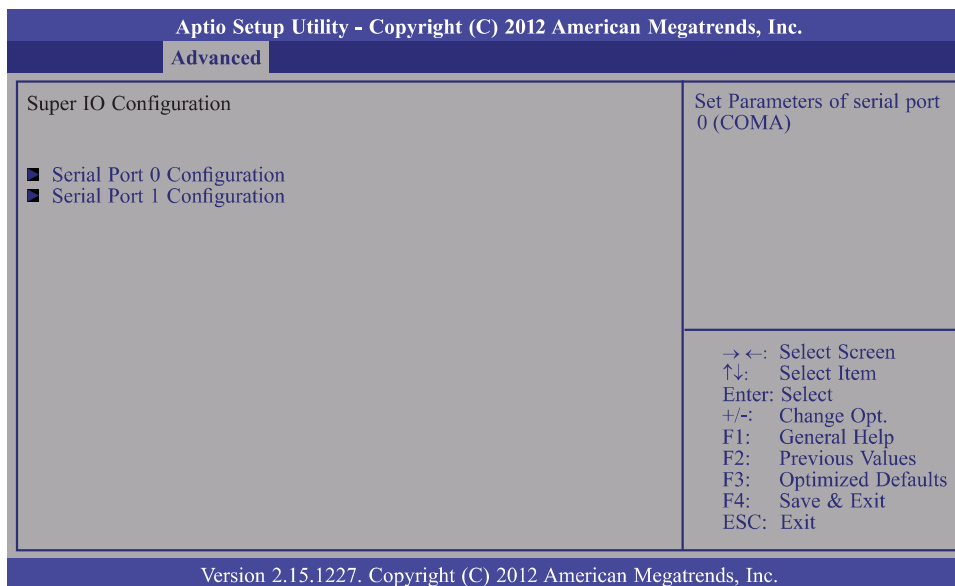 Aptio Setup Utility - Copyright (C) 2012 American Megatrends, Inc.
Advanced
Super IO Configuration
Serial Port 0 Configuration
Serial Port 1 Configuration
Set Parameters of serial port
0 (COMA)
→ ←: Select Screen
↑↓: Select Item
Enter: Select
+/-: Change Opt.
F1: General Help
F2: Previous Values
F3: Optimized Defaults
F4: Save & Exit
ESC: Exit
Version 2.15.1227. Copyright (C) 2012 American Megatrends, Inc.